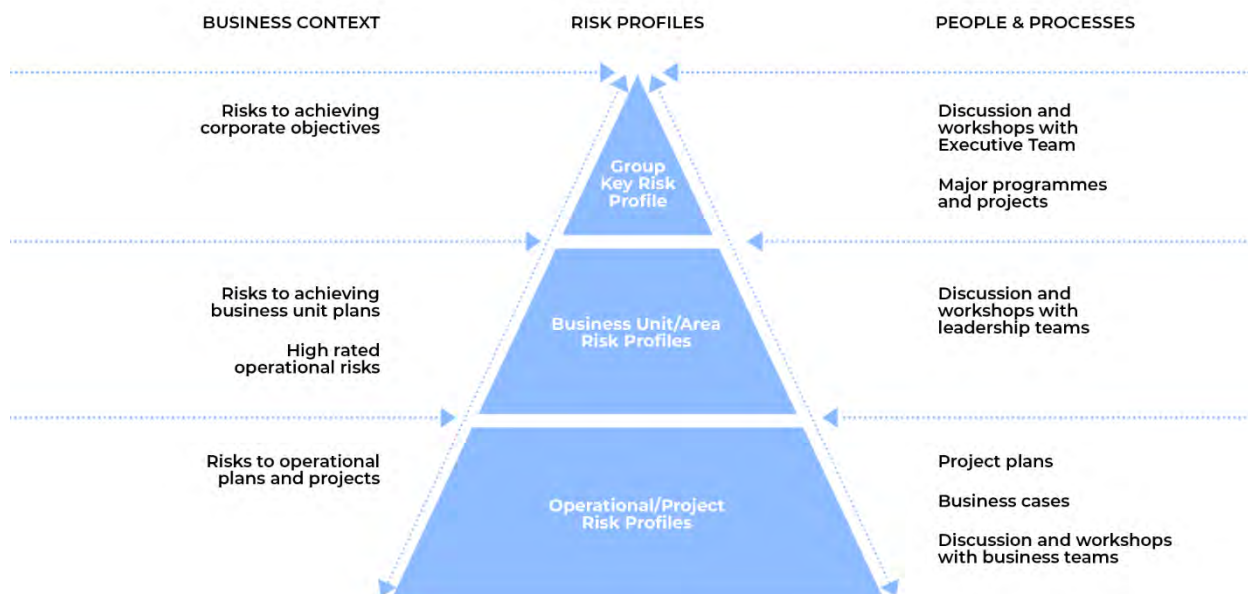 BUSINESS CONTEXT
RISK PROFILES
PEOPLE & PROCESSES
Risks to achieving
corporate objectives
Group
Key Risk
Profile
Discussion and
workshops with
Executive Team
Major programmes
and projects
Risks to achieving
business unit plans
High rated
operational risks
Business Unit/Area
Risk Profiles
Discussion and
workshops with
leadership teams
Risks to operational
plans and projects
Operational/Project
Risk Profiles
Project plans
Business cases
Discussion and workshops
with business teams